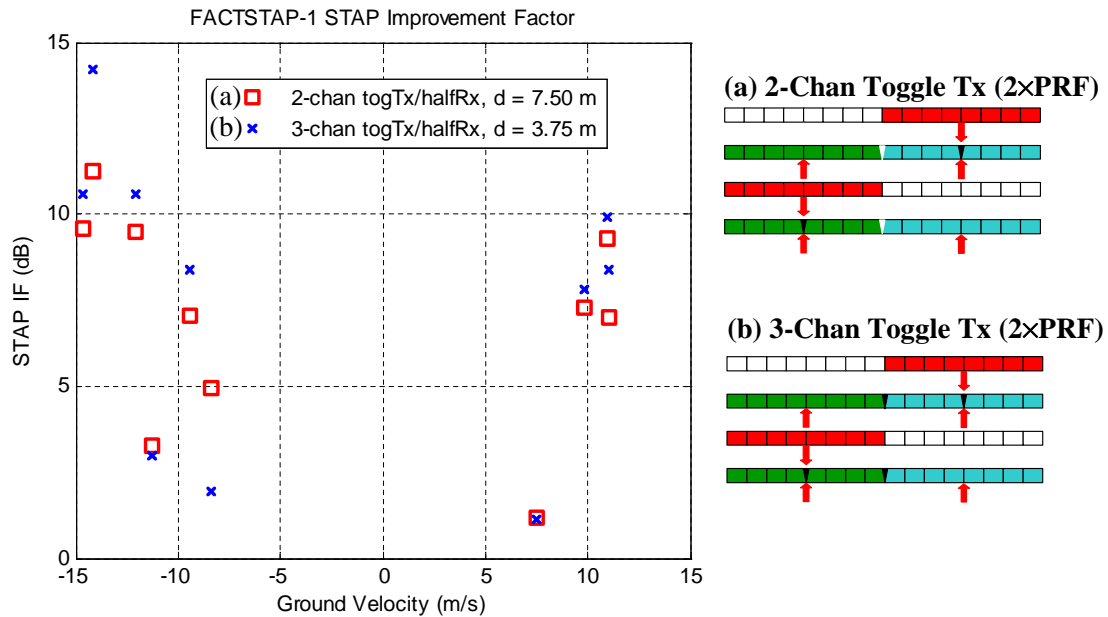 FACTSTAP-1 STAP Improvement Factor
15
10
5
0
STAP IF (dB)
(a) 2-chan togTx/halfRx, d = 7.50 m
(b) 3-chan togTx/halfRx, d = 3.75 m
-15 -10 -5 0 5 10 15
Ground Velocity (m/s)
(a) 2-Chan Toggle Tx (2×PRF)
(b) 3-Chan Toggle Tx (2×PRF)